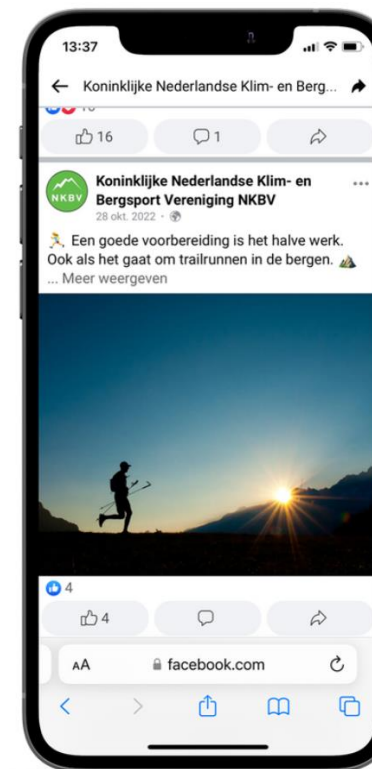 13:37
Koninklijke Nederlandse Klim- en Berg...
16
1
NKBV
Koninklijke Nederlandse Klim- en
Bergsport Vereniging NKBV
28 okt. 2022 ·
Een goede voorbereiding is het halve werk.
Ook als het gaat om trailrunnen in de bergen.
... Meer weergeven
4
4
AA
facebook.com